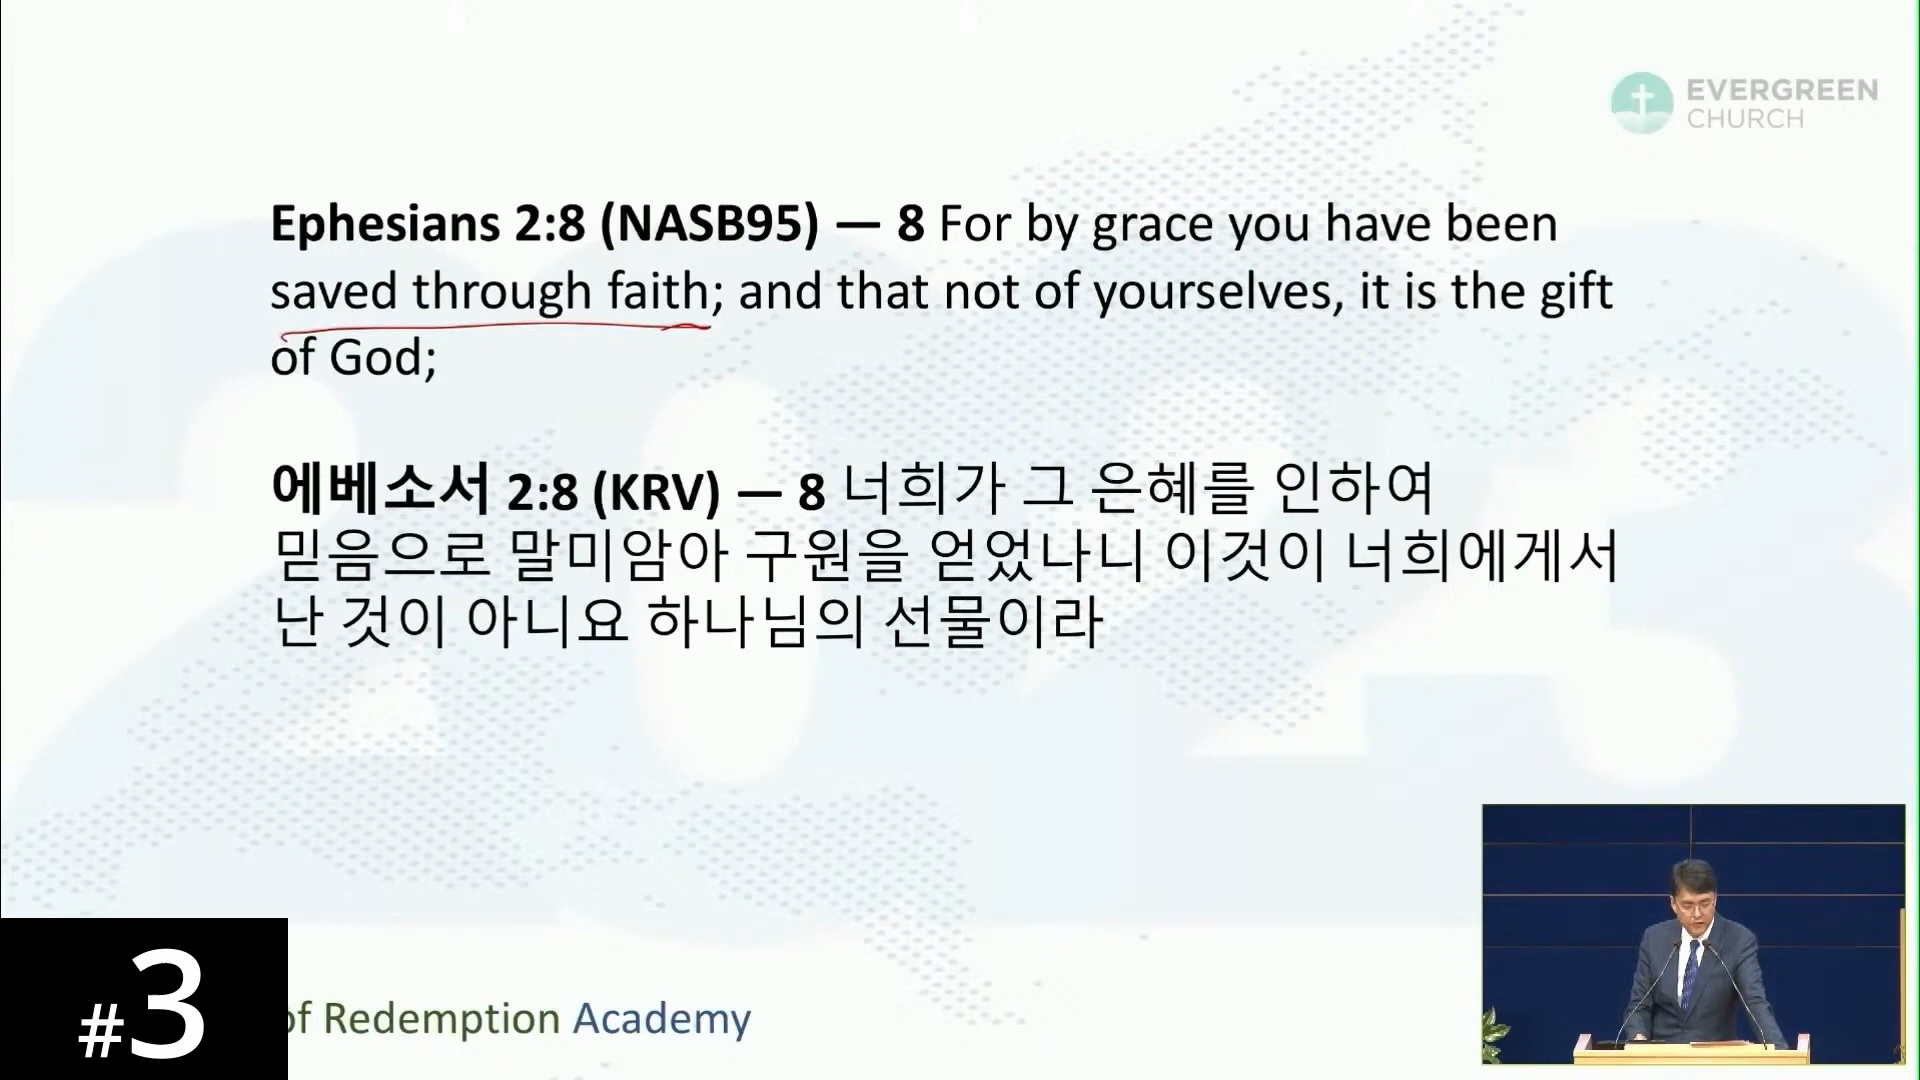 EVERGREEN
CHURCH
Ephesians 2:8 (NASB95) — 8 For by grace you have been
saved through faith; and that not of yourselves, it is the gift
of God;
에베소서 2:8 (KRV) — 8 너희가 그 은혜를 인하여
믿음으로 말미암아 구원을 얻었나니 이것이 너희에게서
난 것이 아니요 하나님의 선물이라
#3
of Redemption Academy